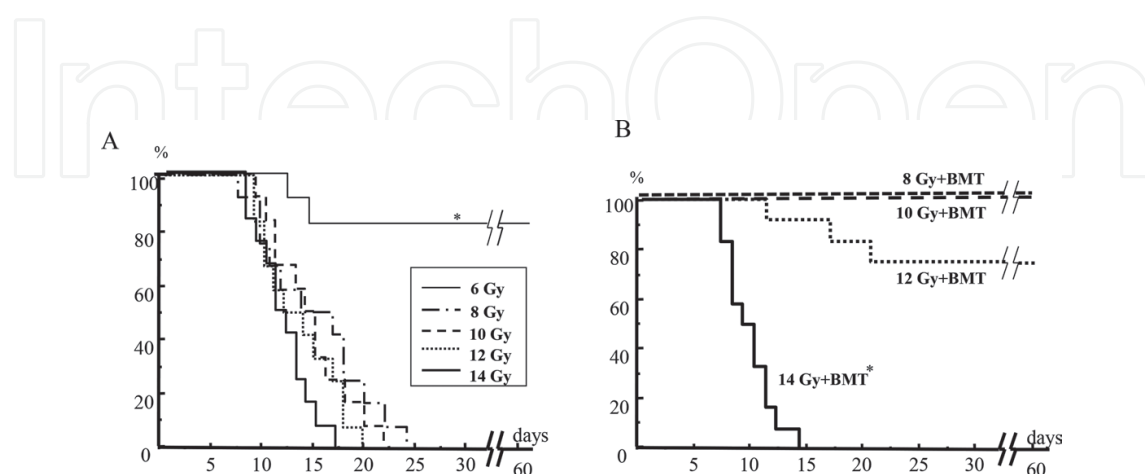 IntechOpen
A
%
100
80
60
40
20
0
6 Gy
8 Gy
10 Gy
12 Gy
14 Gy
*
5 10 15 20 25 30 60
days
B
%
100
80
60
40
20
0
8 Gy+BMT
10 Gy+BMT
12 Gy+BMT
14 Gy+BMT*
5 10 15 20 25 30 60
days